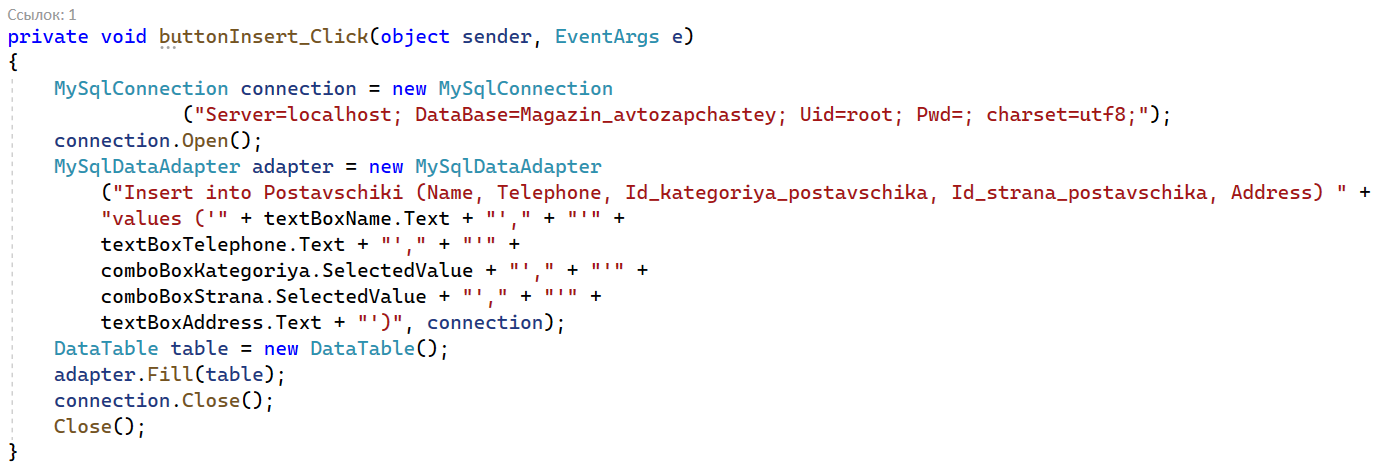 Ссылок: 1
private void buttonInsert_Click(object sender, EventArgs e)
{
    MySqlConnection connection = new MySqlConnection
               ("Server=localhost; DataBase=Magazin_avtozapchastey; Uid=root; Pwd=; charset=utf8;");
    connection.Open();
    MySqlDataAdapter adapter = new MySqlDataAdapter
        ("Insert into Postavschiki (Name, Telephone, Id_kategoriya_postavschika, Id_strana_postavschika, Address) " +
        "values ('" + textBoxName.Text + "'," + "'" +
        textBoxTelephone.Text + "'," + "'" +
        comboBoxKategoriya.SelectedValue + "'," + "'" +
        comboBoxStrana.SelectedValue + "'," + "'" +
        textBoxAddress.Text + "')", connection);
    DataTable table = new DataTable();
    adapter.Fill(table);
    connection.Close();
    Close();
}